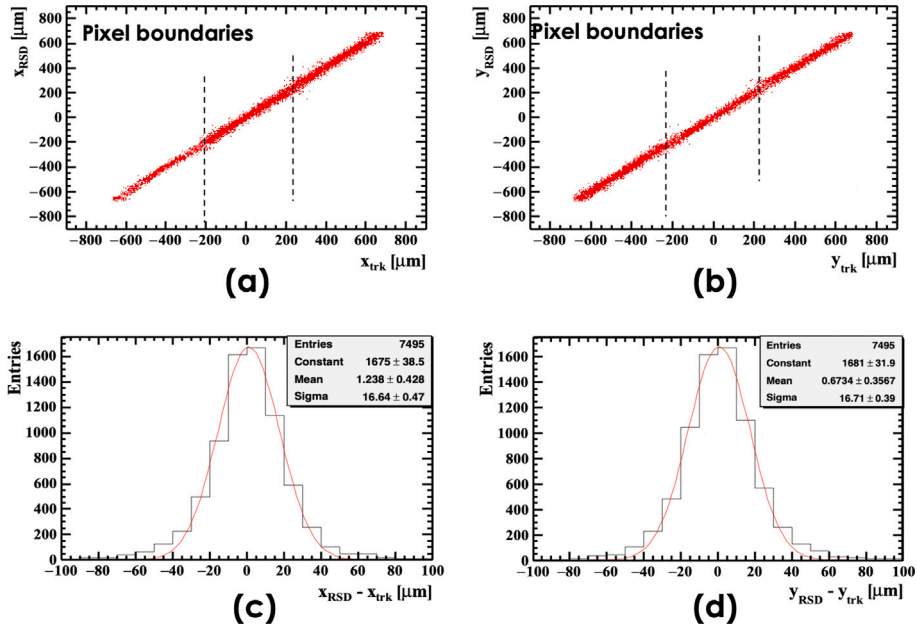 Pixel boundaries
x_RSD [μm]
800
600
400
200
0
−200
−400
−600
−800
−800 −600 −400 −200 0 200 400 600 800
x_trk [μm]
(a)
Pixel boundaries
y_RSD [μm]
800
600
400
200
0
−200
−400
−600
−800
−800 −600 −400 −200 0 200 400 600 800
y_trk [μm]
(b)
Entries
1600
1400
1200
1000
800
600
400
200
0
Entries 7495
Constant 1675 ± 38.5
Mean 1.238 ± 0.428
Sigma 16.64 ± 0.47
−100 −80 −60 −40 −20 0 20 40 60 80 100
x_RSD - x_trk [μm]
(c)
Entries
1600
1400
1200
1000
800
600
400
200
0
Entries 7495
Constant 1681 ± 31.9
Mean 0.6734 ± 0.3567
Sigma 16.71 ± 0.39
−100 −80 −60 −40 −20 0 20 40 60 80 100
y_RSD - y_trk [μm]
(d)